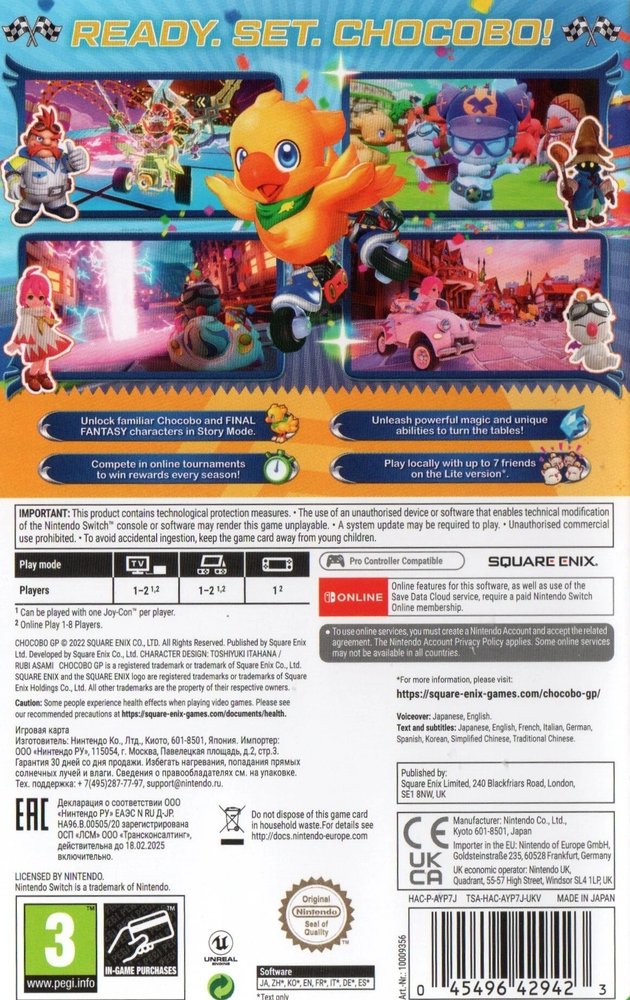 READY. SET. CHOCOBO!
Unlock familiar Chocobo and FINAL
FANTASY characters in Story Mode.
Unleash powerful magic and unique
abilities to turn the tables!
Compete in online tournaments
to win rewards every season!
Play locally with up to 7 friends
on the Lite version*.
IMPORTANT: This product contains technological protection measures. • The use of an unauthorised device or software that enables technical modification
of the Nintendo Switch™ console or software may render this game unplayable. • A system update may be required to play. • Unauthorised commercial
use prohibited. • To avoid accidental ingestion, keep the game card away from young children.
Play mode
TV
Players
1–2 1,2
1–2 1,2
1 2
1 Can be played with one Joy-Con™ per player.
2 Online Play 1-8 Players.
CHOCOBO GP © 2022 SQUARE ENIX CO., LTD. All Rights Reserved. Published by Square Enix
Ltd. Developed by Square Enix Co., Ltd. CHARACTER DESIGN: TOSHIYUKI ITAHANA /
RUBI ASAMI CHOCOBO GP is a registered trademark or trademark of Square Enix Co., Ltd.
SQUARE ENIX and the SQUARE ENIX logo are registered trademarks or trademarks of Square
Enix Holdings Co., Ltd. All other trademarks are the property of their respective owners.
Caution: Some people experience health effects when playing video games. Please see
our recommended precautions at https://square-enix-games.com/documents/health.
Игровая карта
Изготовитель: Нинтендо Ко., Лтд., Киото, 601-8501, Япония. Импортер:
ООО «Нинтендо РУ», 115054, г. Москва, Павелецкая площадь, д.2, стр.3.
Гарантия 30 дней со дня продажи. Избегать нагревания, попадания прямых
солнечных лучей и влаги. Сведения о правообладателях см. на упаковке.
Тех. поддержка: + 7(495)287-77-97, support@nintendo.ru.
EAC
Декларация о соответствии ООО
«Нинтендо РУ» ЕАЭС N RU Д-JP.
НА96.В.00505/20 зарегистрирована
ОСП «ЛСМ» ООО «Трансконсалтинг»,
действительна до 18.02.2025
включительно.
Do not dispose of this game card
in household waste.For details see
http://docs.nintendo-europe.com
LICENSED BY NINTENDO.
Nintendo Switch is a trademark of Nintendo.
3
www.pegi.info
™
IN-GAME PURCHASES
UNREAL
ENGINE
Original
Nintendo
Seal of
Quality
Software
JA, ZH*, KO*, EN, FR*, IT*, DE*, ES*
*Text only
Pro Controller Compatible
SQUARE ENIX.
ONLINE
Online features for this software, as well as use of the
Save Data Cloud service, require a paid Nintendo Switch
Online membership.
• To use online services, you must create a Nintendo Account and accept the related
agreement. The Nintendo Account Privacy Policy applies. Some online services
may not be available in all countries.
*For more information, please visit:
https://square-enix-games.com/chocobo-gp/
Voiceover: Japanese, English.
Text and subtitles: Japanese, English, French, Italian, German,
Spanish, Korean, Simplified Chinese, Traditional Chinese.
Published by:
Square Enix Limited, 240 Blackfriars Road, London,
SE1 8NW, UK
CE
UK
CA
Manufacturer: Nintendo Co., Ltd.,
Kyoto 601-8501, Japan
Importer in the EU: Nintendo of Europe GmbH,
Goldsteinstraße 235, 60528 Frankfurt, Germany
UK economic operator: Nintendo UK,
Quadrant, 55-57 High Street, Windsor SL4 1LP, UK
HAC-P-AYP7J TSA-HAC-AYP7J-UKV MADE IN JAPAN
Art.-Nr.: 10009356
0 45496 42942 3